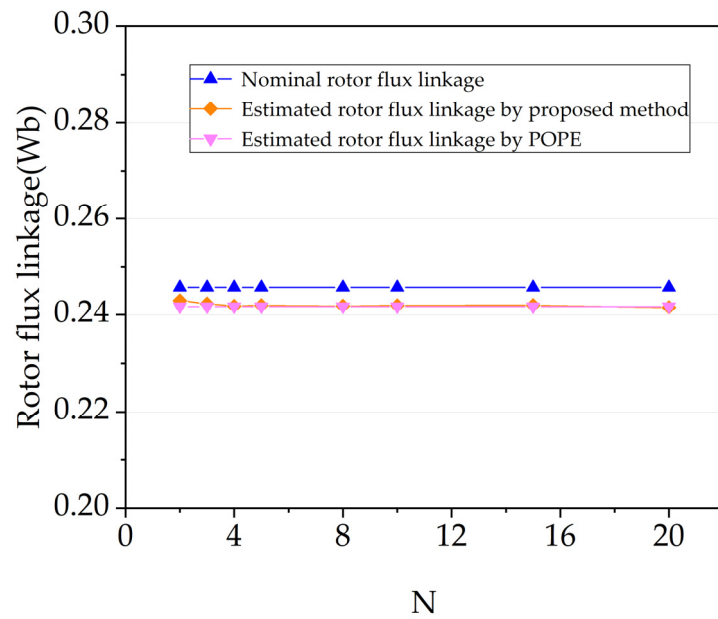 0.30
Nominal rotor flux linkage
Estimated rotor flux linkage by proposed method
Estimated rotor flux linkage by POPE
0.28
0.26
0.24
0.22
0.20
Rotor flux linkage(Wb)
0 4 8 12 16 20
N